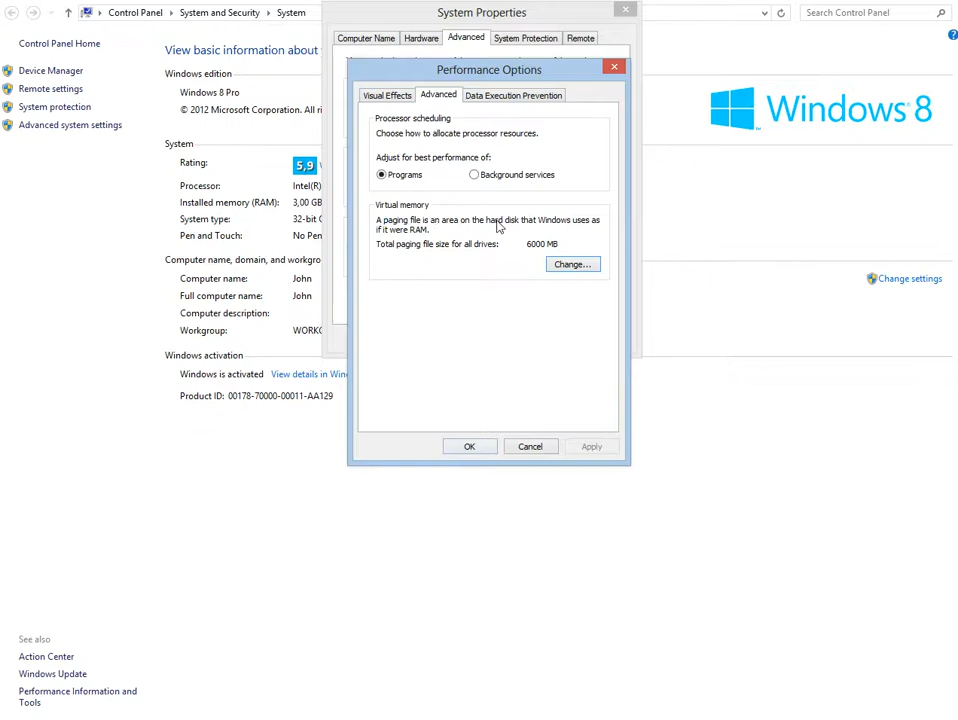 Control Panel
System and Security
System
Search Control Panel
Control Panel Home
Device Manager
Remote settings
System protection
Advanced system settings
See also
Action Center
Windows Update
Performance Information and
Tools
View basic information about
Windows edition
Windows 8 Pro
© 2012 Microsoft Corporation. All
System
Rating:
5,9
Processor:
Intel(R)
Installed memory (RAM):
3,00 GB
System type:
32-bit
Pen and Touch:
No Pen
Computer name, domain, and workgro
Computer name:
John
Full computer name:
John
Computer description:
Workgroup:
WORKG
Windows activation
Windows is activated
View details in Win
Product ID: 00178-70000-00011-AA129
Windows 8
Change settings
System Properties
Computer Name
Hardware
Advanced
System Protection
Remote
Performance Options
Visual Effects
Advanced
Data Execution Prevention
Processor scheduling
Choose how to allocate processor resources.
Adjust for best performance of:
Programs
Background services
Virtual memory
A paging file is an area on the hard disk that Windows uses as
if it were RAM.
Total paging file size for all drives:
6000 MB
Change...
OK
Cancel
Apply